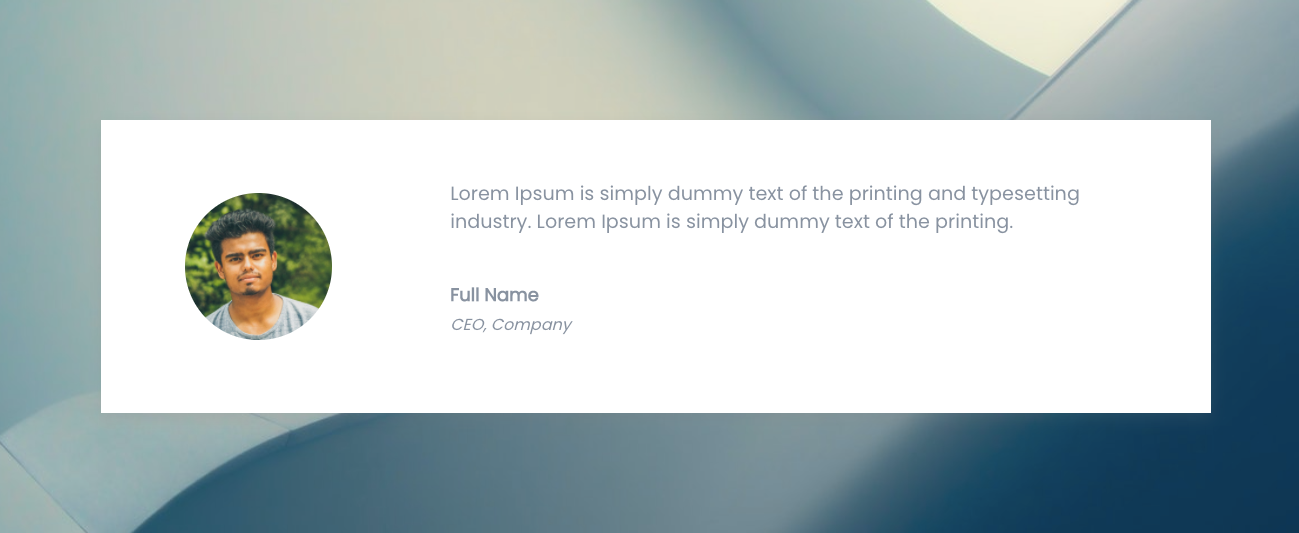 Lorem Ipsum is simply dummy text of the printing and typesetting
industry. Lorem Ipsum is simply dummy text of the printing.
Full Name
CEO, Company